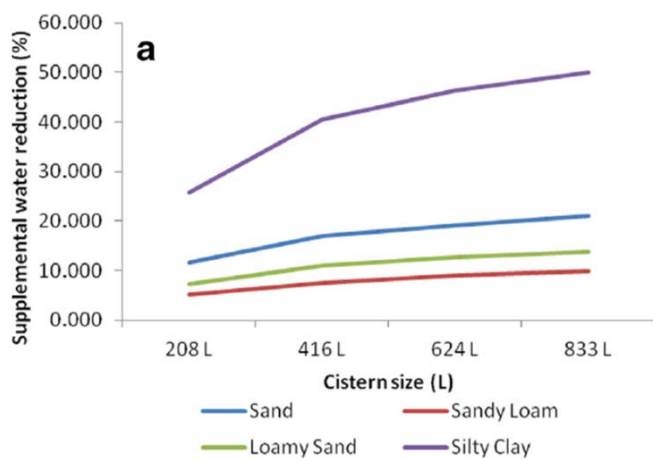 a
Supplemental water reduction (%)
60.000
50.000
40.000
30.000
20.000
10.000
0.000
208 L 416 L 624 L 833 L
Cistern size (L)
Sand Sandy Loam
Loamy Sand Silty Clay